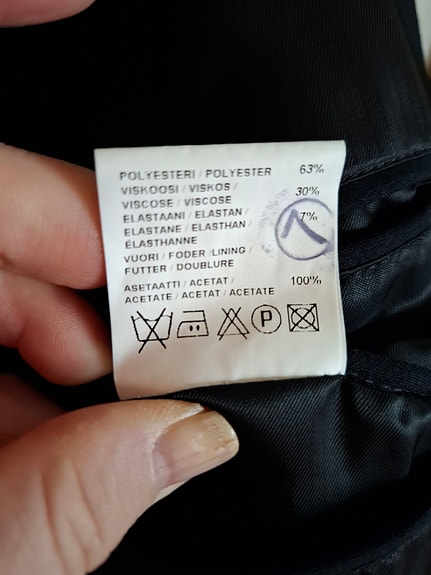 POLYESTERI / POLYESTER 63%
VISKOOSI / VISKOS / 30%
VISCOSE / VISCOSE
ELASTAANI / ELASTAN / 7%
ELASTANE / ELASTHAN /
ÉLASTHANNE
VUORI / FODER / LINING /
FUTTER / DOUBLURE
ASETAATTI / ACETAT / 100%
ACETATE / ACETAT / ACETATE
P